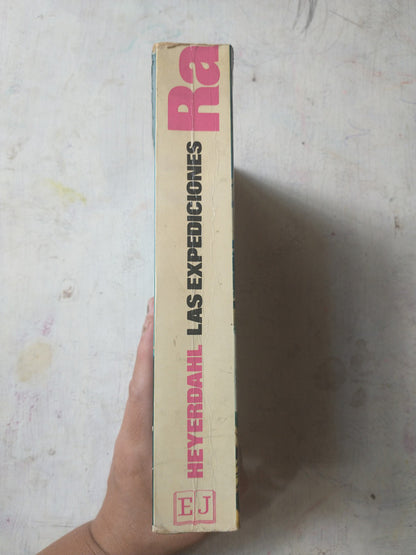 HEYERDAHL LAS EXPEDICIONES Ra
EJ